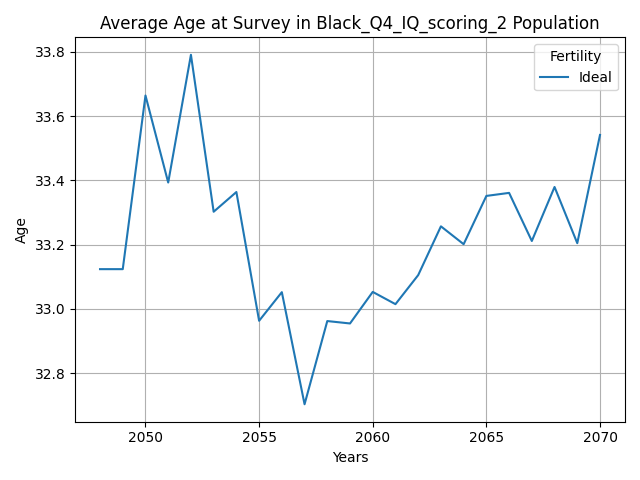 Average Age at Survey in Black_Q4_IQ_scoring_2 Population
Fertility
Ideal
33.8
33.6
33.4
33.2
33.0
32.8
Age
2050 2055 2060 2065 2070
Years